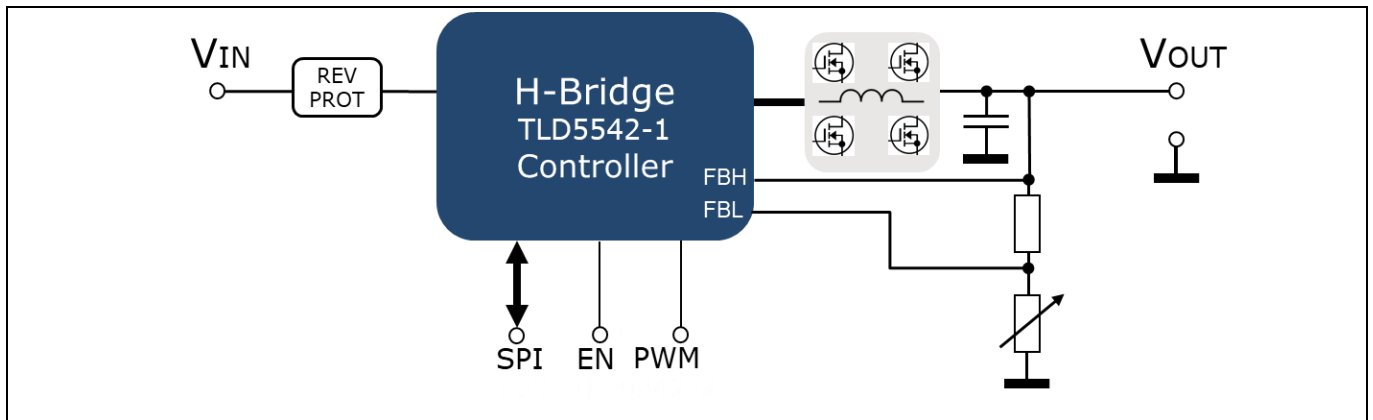 VIN
REV
PROT
H-Bridge
TLD5542-1
Controller
FBH
FBL
VOUT
SPI
EN
PWM